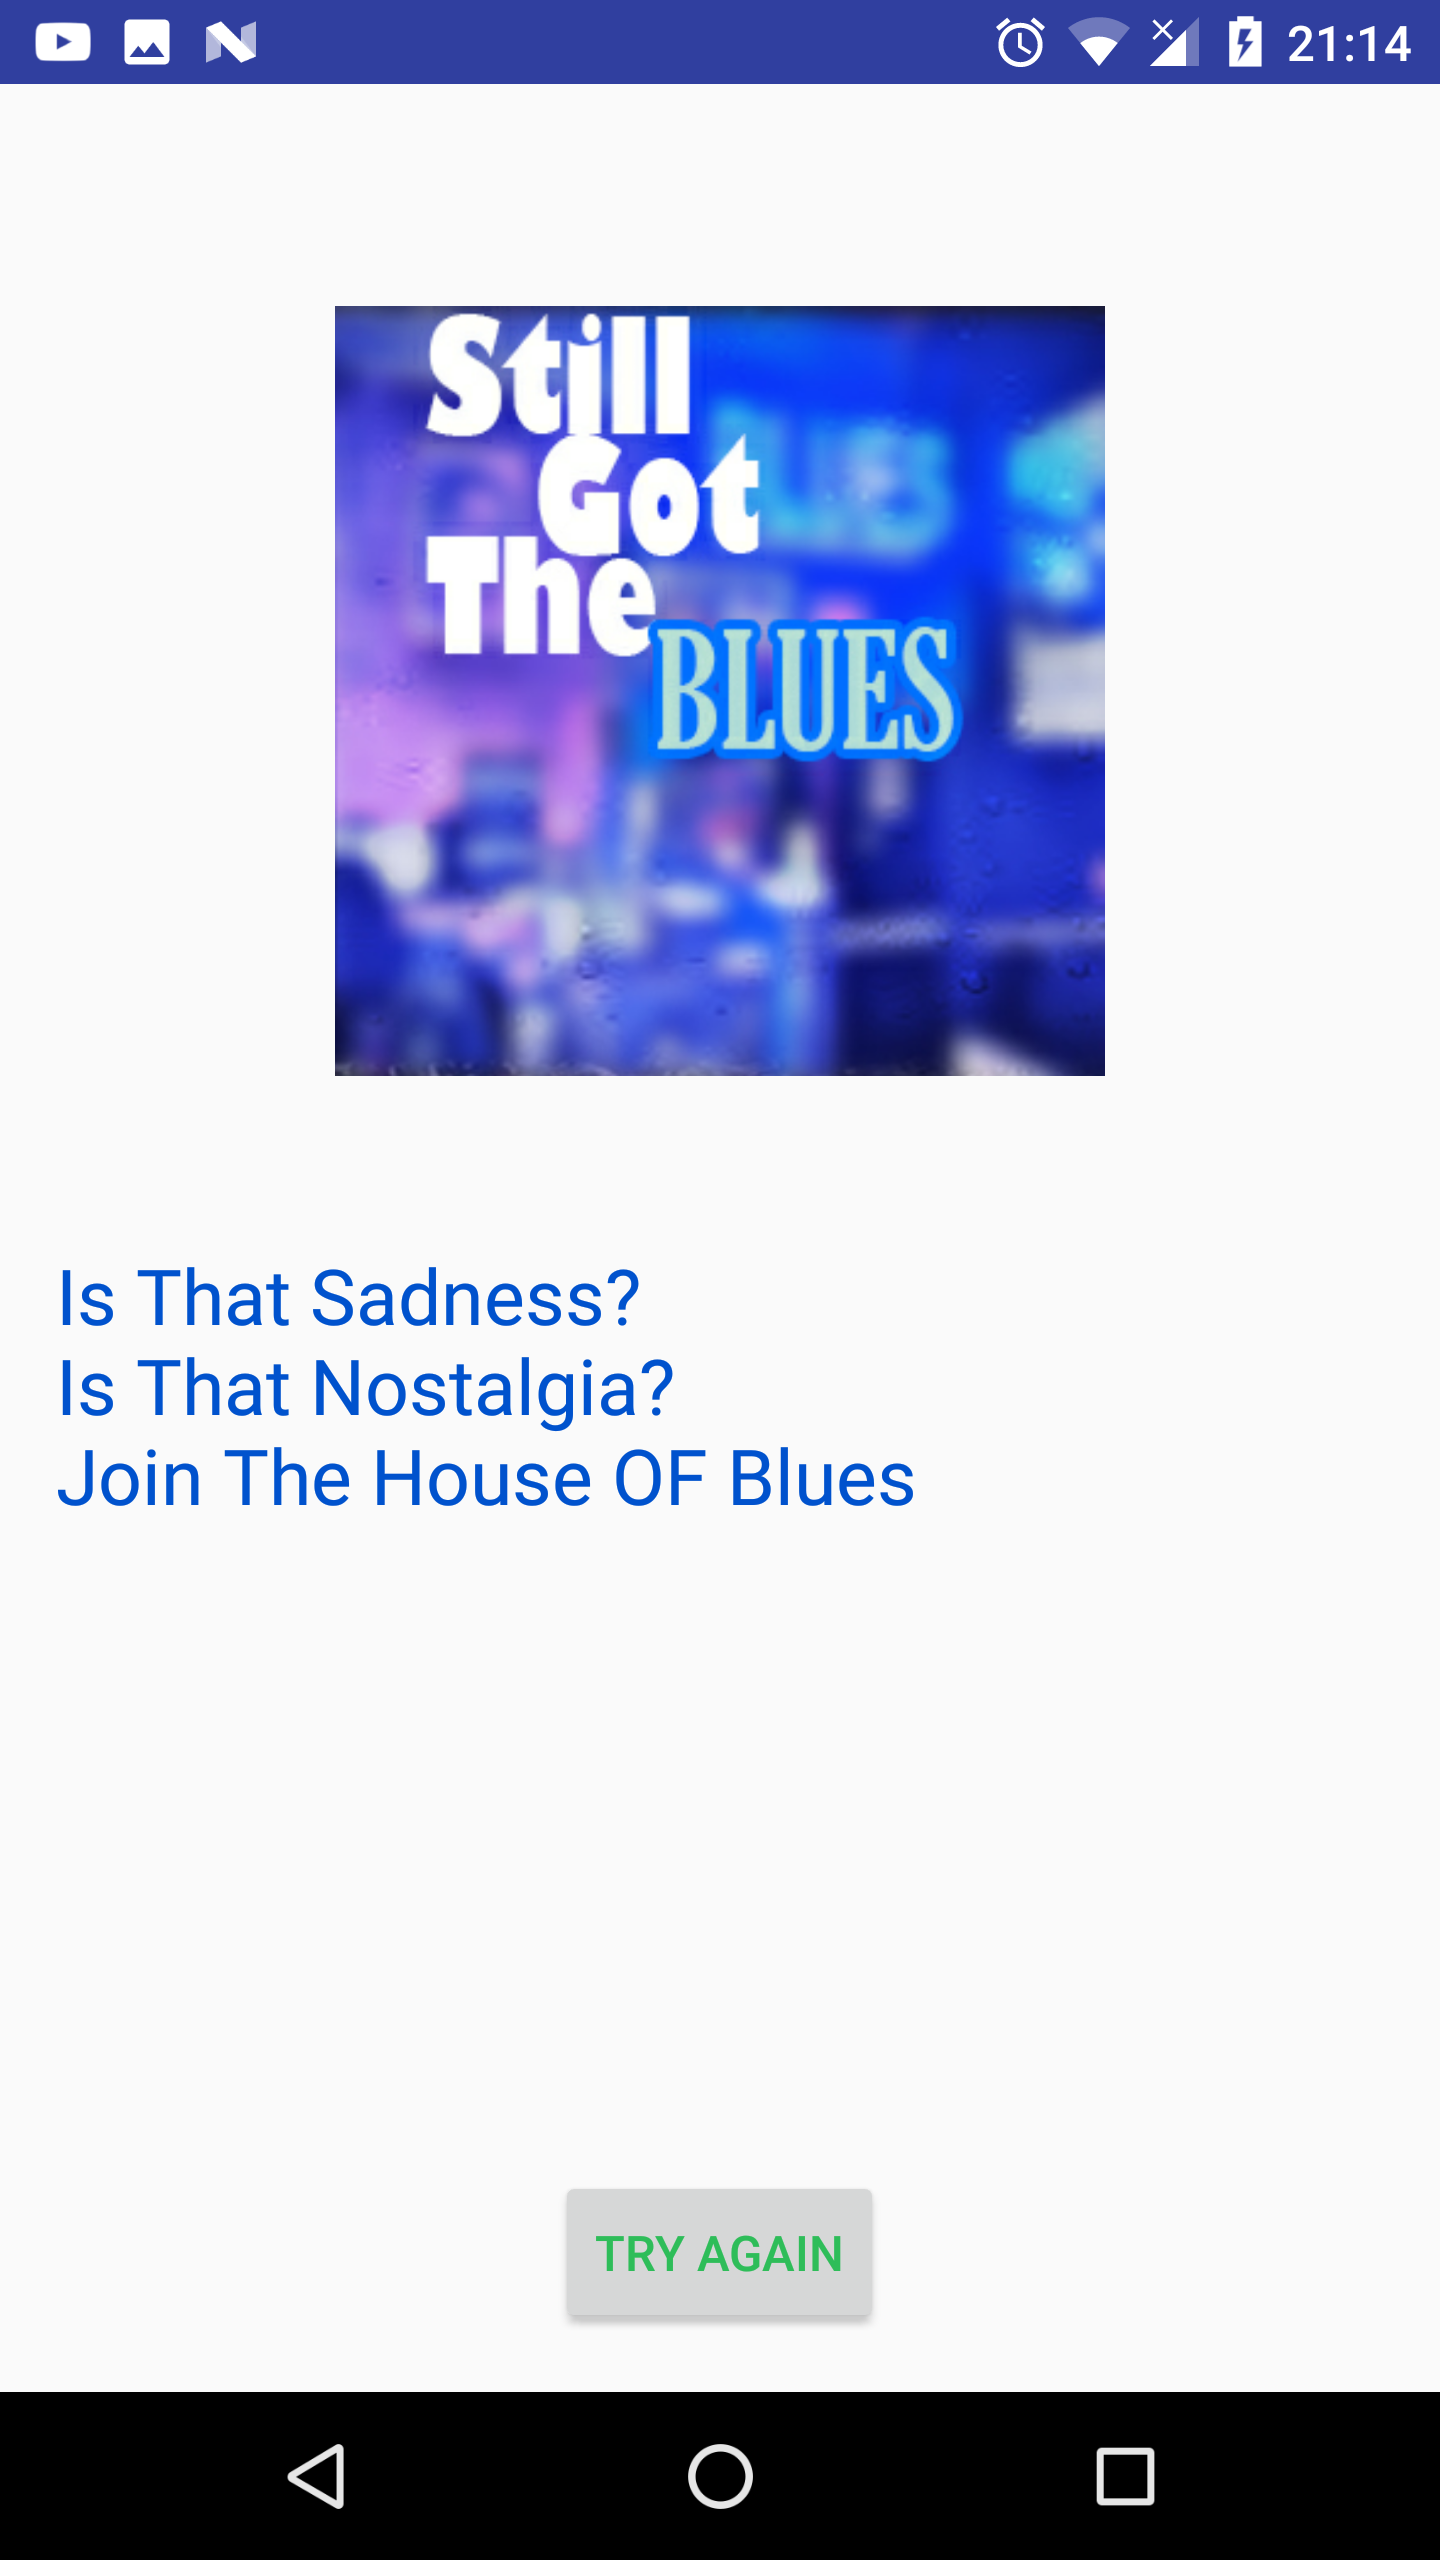 21:14
Still
Got
The
BLUES
Is That Sadness?
Is That Nostalgia?
Join The House OF Blues
TRY AGAIN